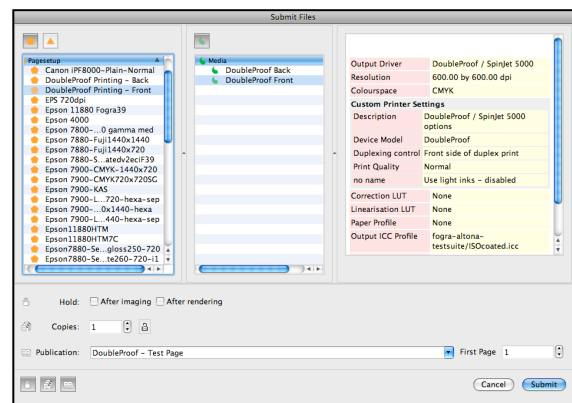 Submit Files
Pagesetup
Canon iPF8000-Plain-Normal
DoubleProof Printing - Back
DoubleProof Printing - Front
EPS 720dpi
Epson 11880 Fogra39
Epson 4000
Epson 7880-...0 gamma med
Epson 7880-Fuji1440x1440
Epson 7880-Fuji1440x720
Epson 7880-S...atedv2eciF39
Epson 7900-CMYK-1440x720
Epson 7900-CMYK720x720SG
Epson 7900-KAS
Epson 7900-L...720-hexa-sep
Epson 7900-...0x1440-hexa
Epson 7900-L...440-hexa-sep
Epson11880HTM
Epson11880HTM7C
Epson7880-Se...gloss250-720
Epson7880-Se...te260-720-i1
Media
DoubleProof Back
DoubleProof Front
Output Driver DoubleProof / SpinJet 5000
Resolution 600.00 by 600.00 dpi
Colourspace CMYK
Custom Printer Settings
Description DoubleProof / SpinJet 5000
options
Device Model DoubleProof
Duplexing control Front side of duplex print
Print Quality Normal
no name Use light inks - disabled
Correction LUT None
Linearisation LUT None
Paper Profile None
Output ICC Profile fogra-altona-
testsuite/ISOcoated.icc
Hold: After imaging After rendering
Copies: 1
Publication: DoubleProof - Test Page First Page 1
Cancel Submit